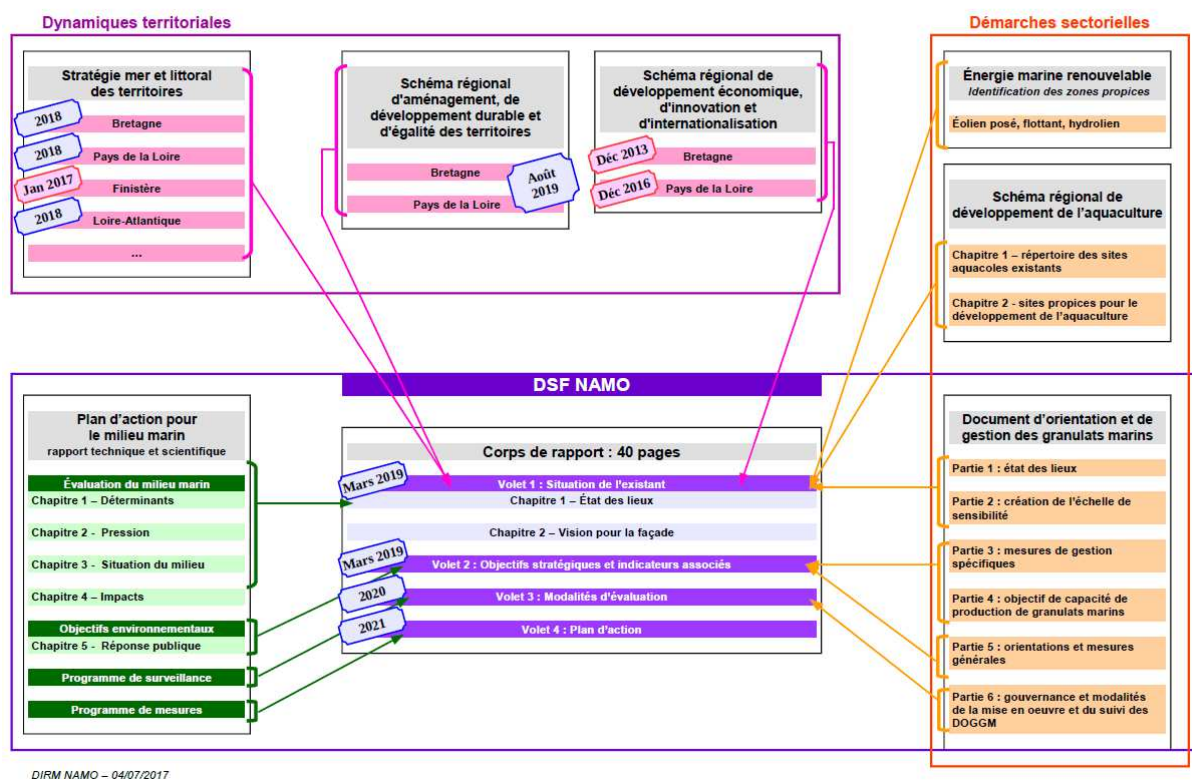 Dynamiques territoriales
Démarches sectorielles
Stratégie mer et littoral
des territoires
2018
Bretagne
2018
Pays de la Loire
Jan 2017
Finistère
2018
Loire-Atlantique
...
Schéma régional
d'aménagement, de
développement durable et
d'égalité des territoires
Bretagne
Août
2019
Pays de la Loire
Schéma régional de
développement économique,
d'innovation et
d'internationalisation
Déc 2013
Bretagne
Déc 2016
Pays de la Loire
Énergie marine renouvelable
Identification des zones propices
Éolien posé, flottant, hydrolien
Schéma régional de
développement de l'aquaculture
Chapitre 1 – répertoire des sites
aquacoles existants
Chapitre 2 - sites propices pour le
développement de l'aquaculture
DSF NAMO
Plan d'action pour
le milieu marin
rapport technique et scientifique
Évaluation du milieu marin
Chapitre 1 – Déterminants
Chapitre 2 - Pression
Chapitre 3 - Situation du milieu
Chapitre 4 – Impacts
Objectifs environnementaux
Chapitre 5 - Réponse publique
Programme de surveillance
Programme de mesures
Corps de rapport : 40 pages
Mars 2019
Volet 1 : Situation de l'existant
Chapitre 1 – État des lieux
Chapitre 2 – Vision pour la façade
Mars 2019
Volet 2 : Objectifs stratégiques et indicateurs associés
2020
Volet 3 : Modalités d'évaluation
2021
Volet 4 : Plan d'action
Document d'orientation et de
gestion des granulats marins
Partie 1 : état des lieux
Partie 2 : création de l'échelle de
sensibilité
Partie 3 : mesures de gestion
spécifiques
Partie 4 : objectif de capacité de
production de granulats marins
Partie 5 : orientations et mesures
générales
Partie 6 : gouvernance et modalités
de la mise en oeuvre et du suivi des
DOGGM
DIRM NAMO – 04/07/2017